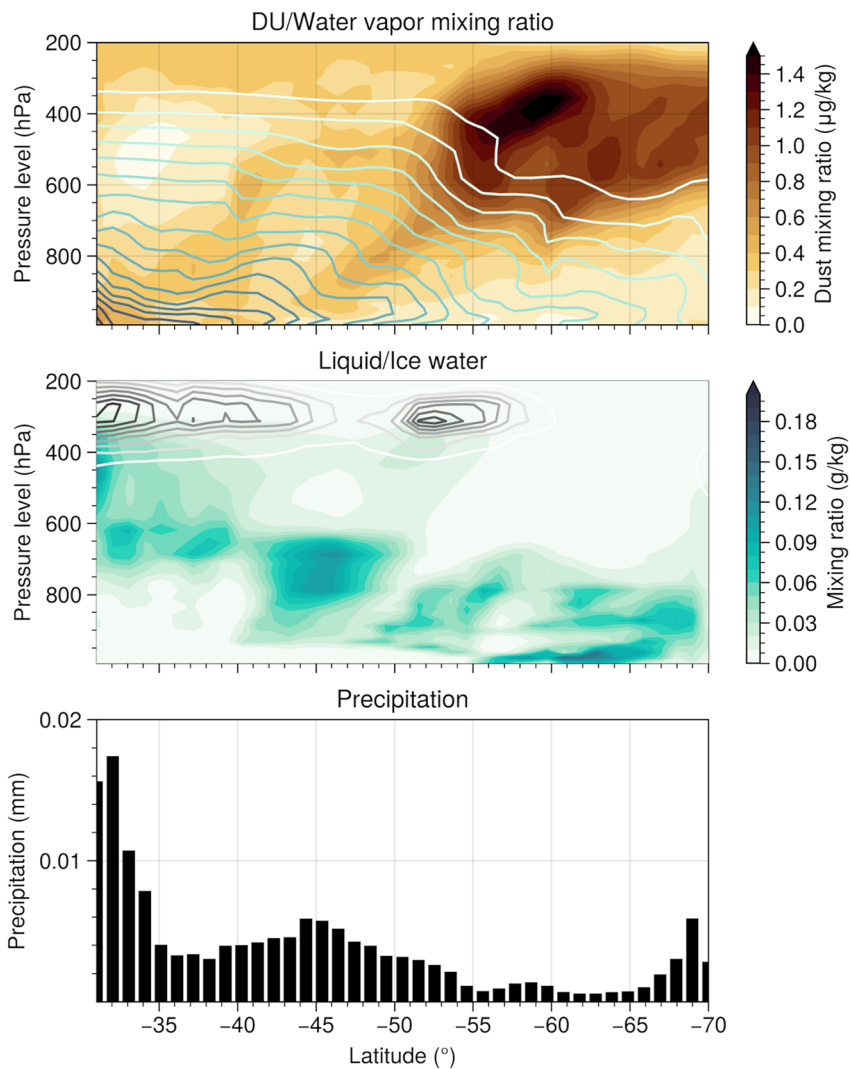 DU/Water vapor mixing ratio
200
400
600
800
Pressure level (hPa)
1.4
1.2
1.0
0.8
0.6
0.4
0.2
0.0
Dust mixing ratio (μg/kg)
Liquid/Ice water
200
400
600
800
Pressure level (hPa)
0.18
0.15
0.12
0.09
0.06
0.03
0.00
Mixing ratio (g/kg)
Precipitation
0.02
0.01
Precipitation (mm)
−35 −40 −45 −50 −55 −60 −65 −70
Latitude (°)